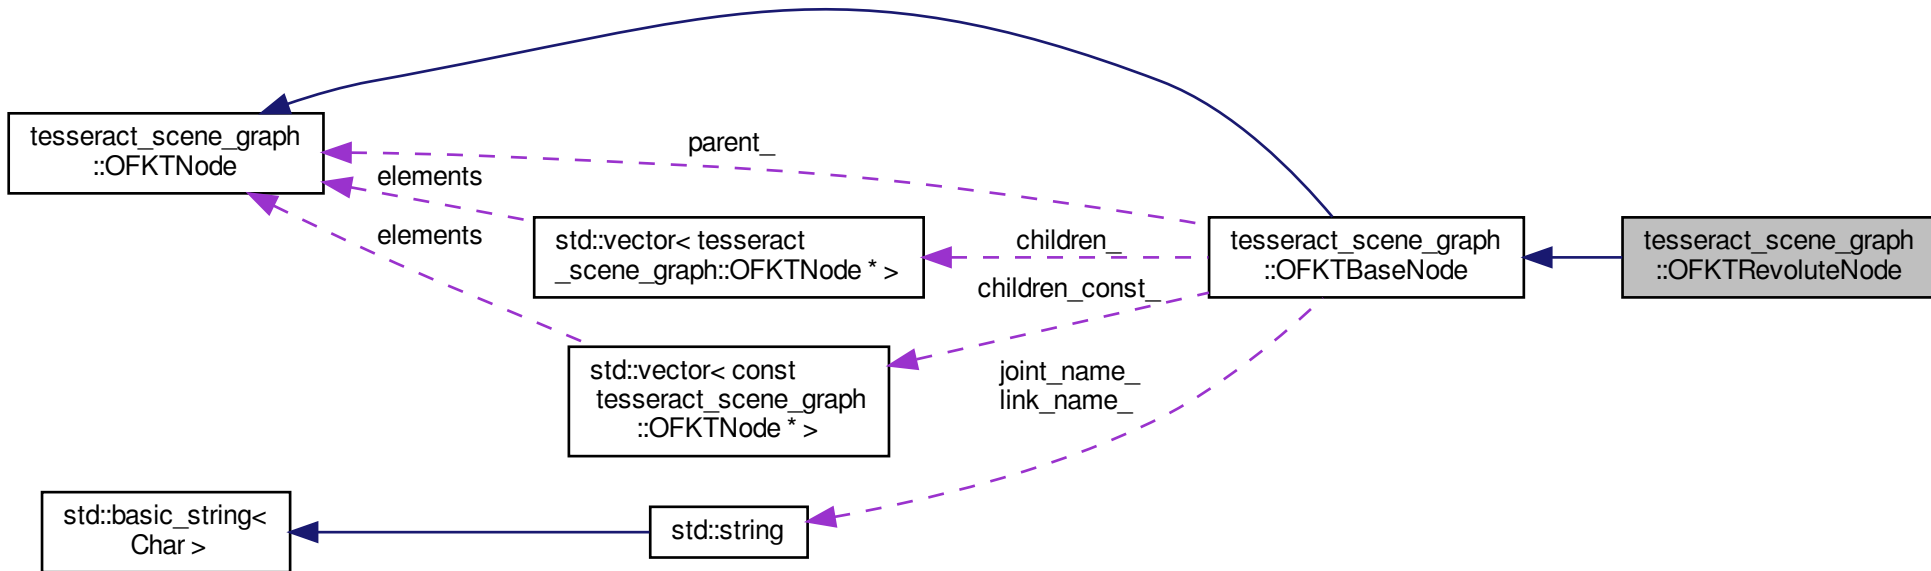 tesseract_scene_graph
::OFKTNode
parent_
elements
elements
std::vector< tesseract
_scene_graph::OFKTNode * >
children_
children_const_
tesseract_scene_graph
::OFKTBaseNode
tesseract_scene_graph
::OFKTRevoluteNode
std::vector< const
tesseract_scene_graph
::OFKTNode * >
joint_name_
link_name_
std::basic_string<
Char >
std::string